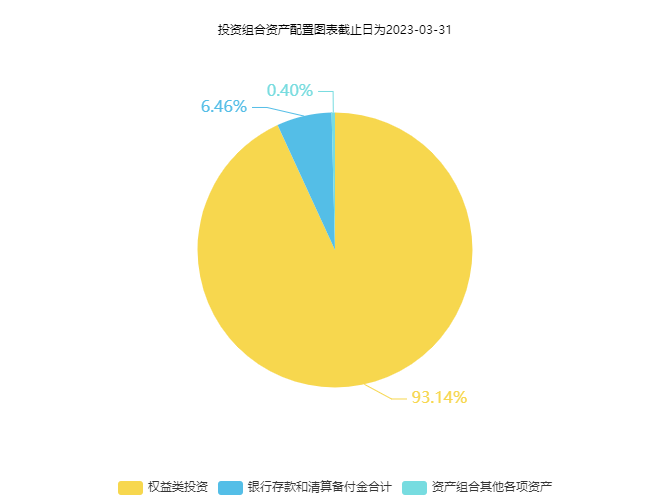 投资组合资产配置图表截止日为2023-03-31
0.40%
6.46%
93.14%
权益类投资 银行存款和清算备付金合计 资产组合其他各项资产